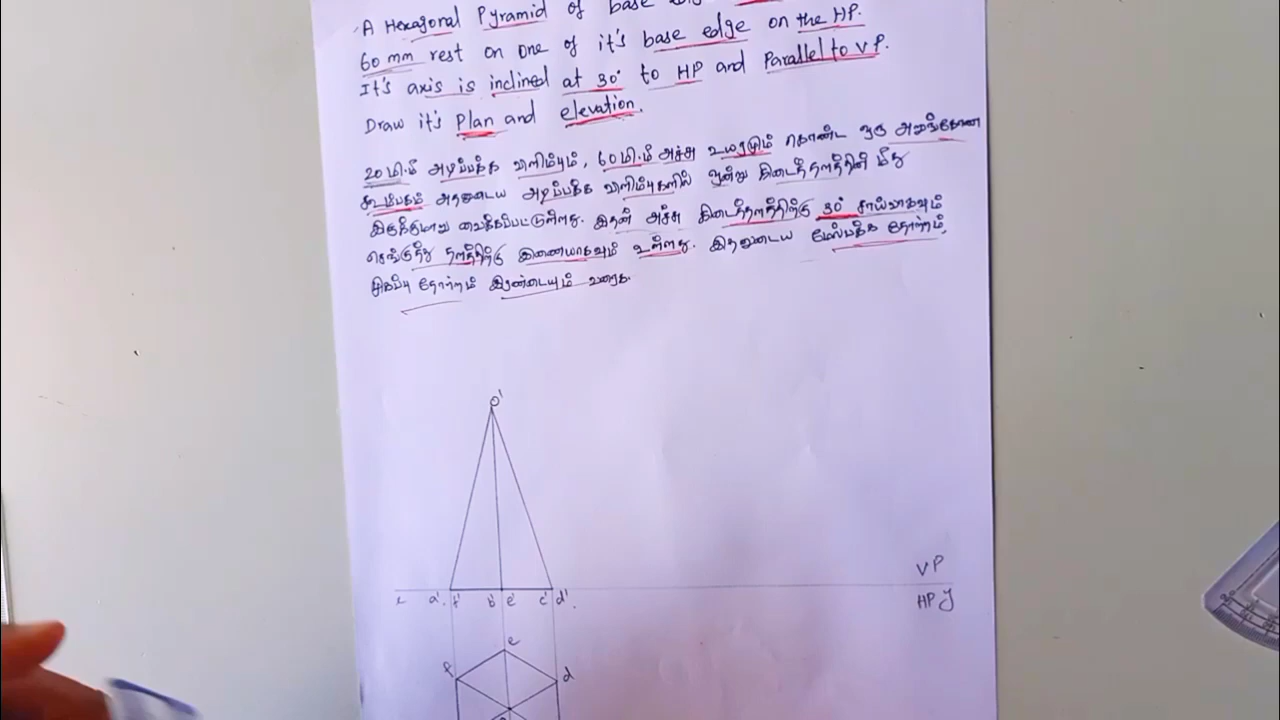 A Hexagonal Pyramid of base
60 mm rest on one of it's base edge on the HP.
It's axis is inclined at 30° to HP and Parallel to VP.
Draw it's Plan and elevation.
20 மி.மீ அடிப்பக்க விளிம்பும், 60 மி.மீ அச்சு உயரமும் கொண்ட ஒரு அறுங்கோண
கூம்பகம் அதனுடைய அடிப்பக்க விளிம்புகளில் ஒன்று கிடைத்தளத்தின் மீது
இருக்குமாறு வைக்கப்பட்டுள்ளது. இதன் அச்சு கிடைத்தளத்திற்கு 30° சாய்வாகவும்
செங்குத்து தளத்திற்கு இணையாகவும் உள்ளது. இதனுடைய மேல்பக்க தோற்றம்,
முகப்பு தோற்றம் இரண்டையும் வரைக.
o'
VP
a' f' b' e' c' d'
HP y
e
f d